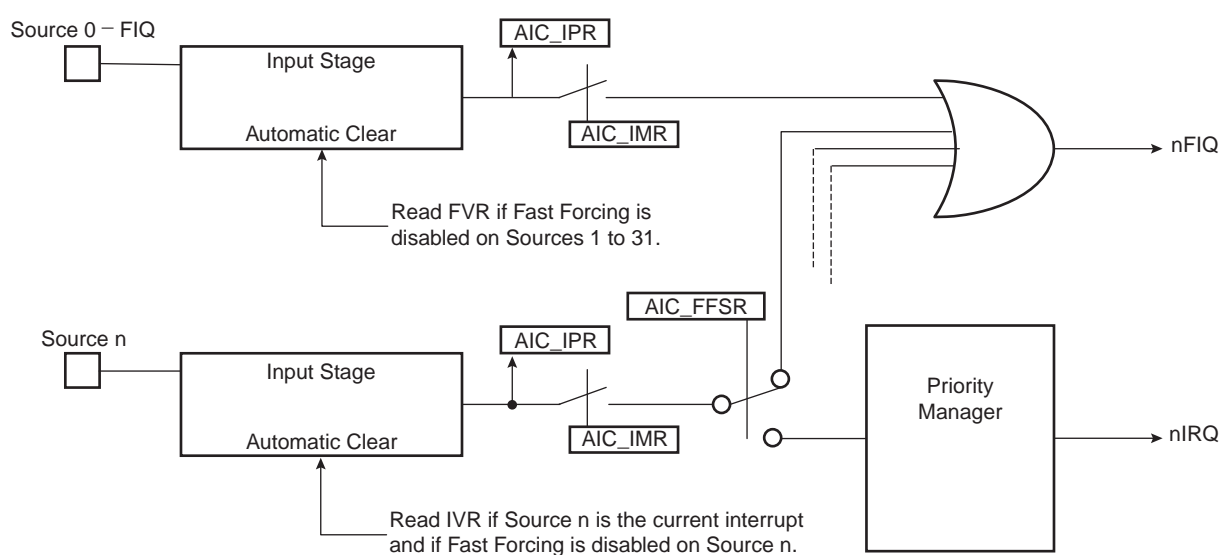 Source 0 – FIQ
AIC_IPR
Input Stage
Automatic Clear
AIC_IMR
nFIQ
Read FVR if Fast Forcing is
disabled on Sources 1 to 31.
AIC_FFSR
Source n
AIC_IPR
Input Stage
Priority
Manager
Automatic Clear
AIC_IMR
nIRQ
Read IVR if Source n is the current interrupt
and if Fast Forcing is disabled on Source n.